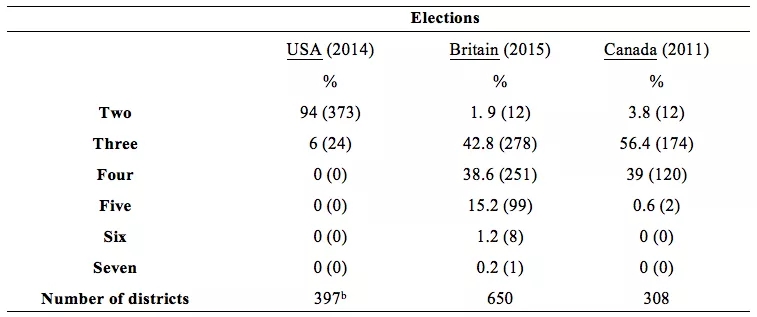 Elections
USA (2014) Britain (2015) Canada (2011)
% % %
Two 94 (373) 1. 9 (12) 3.8 (12)
Three 6 (24) 42.8 (278) 56.4 (174)
Four 0 (0) 38.6 (251) 39 (120)
Five 0 (0) 15.2 (99) 0.6 (2)
Six 0 (0) 1.2 (8) 0 (0)
Seven 0 (0) 0.2 (1) 0 (0)
Number of districts 397ᵇ 650 308